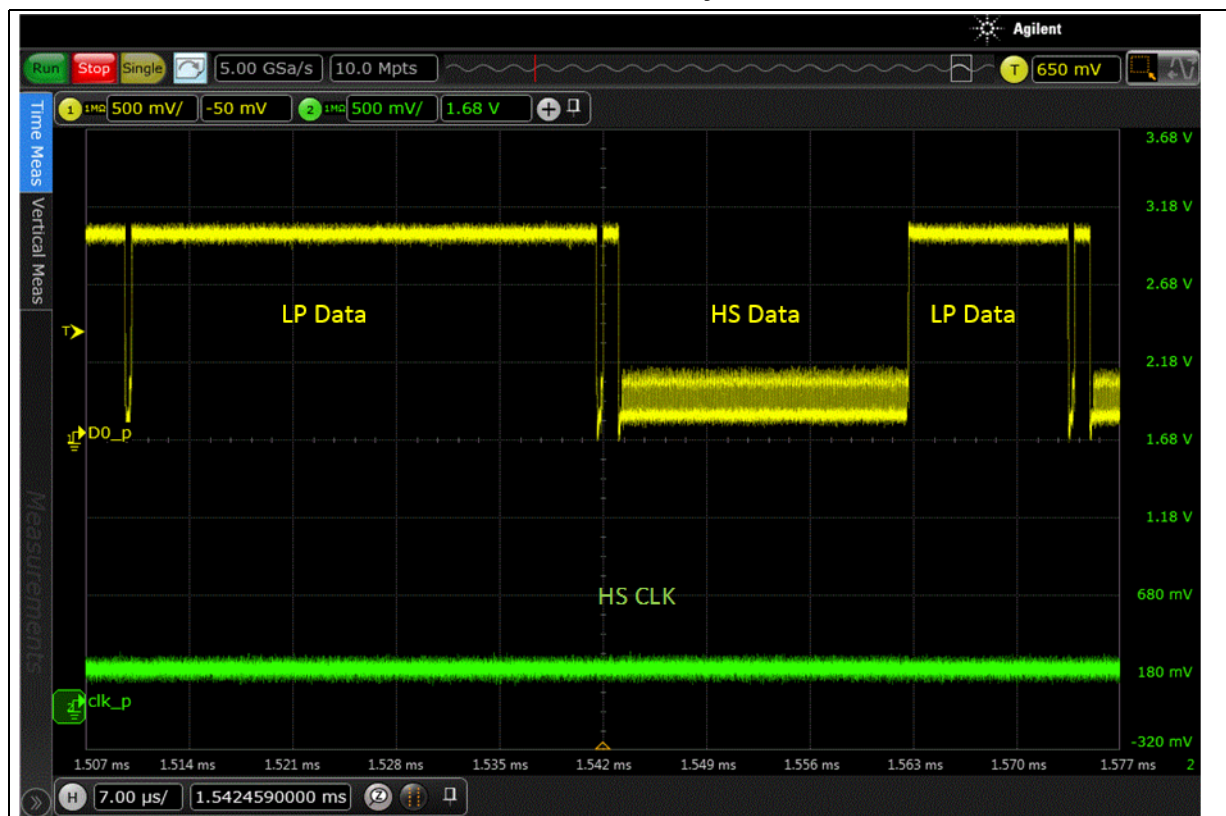 Agilent
Run Stop Single 5.00 GSa/s 10.0 Mpts T 650 mV
1 1MΩ 500 mV/ -50 mV 2 1MΩ 500 mV/ 1.68 V
Time Meas
Vertical Meas
Measurements
3.68 V
3.18 V
2.68 V
LP Data HS Data LP Data
T
2.18 V
D0_p
1
1.68 V
1.18 V
HS CLK
680 mV
180 mV
clk_p
2
-320 mV
1.507 ms 1.514 ms 1.521 ms 1.528 ms 1.535 ms 1.542 ms 1.549 ms 1.556 ms 1.563 ms 1.570 ms 1.577 ms 2
H 7.00 µs/ 1.5424590000 ms Z